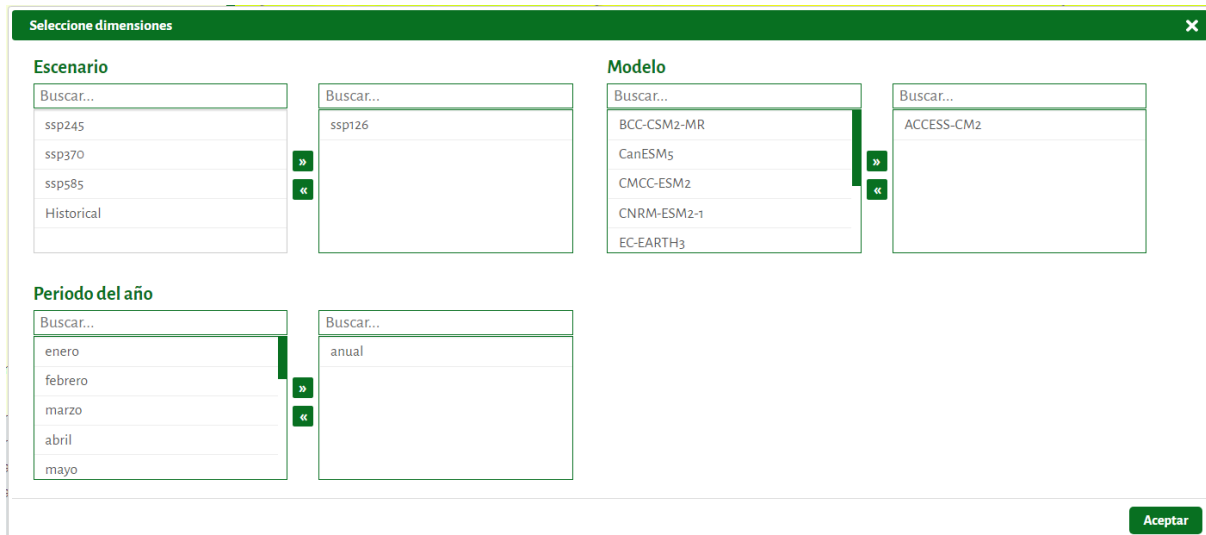 Seleccione dimensiones
Escenario
Buscar...
ssp245
ssp370
ssp585
Historical
»
«
Buscar...
ssp126
Modelo
Buscar...
BCC-CSM2-MR
CanESM5
CMCC-ESM2
CNRM-ESM2-1
EC-EARTH3
»
«
Buscar...
ACCESS-CM2
Periodo del año
Buscar...
enero
febrero
marzo
abril
mayo
»
«
Buscar...
anual
Aceptar